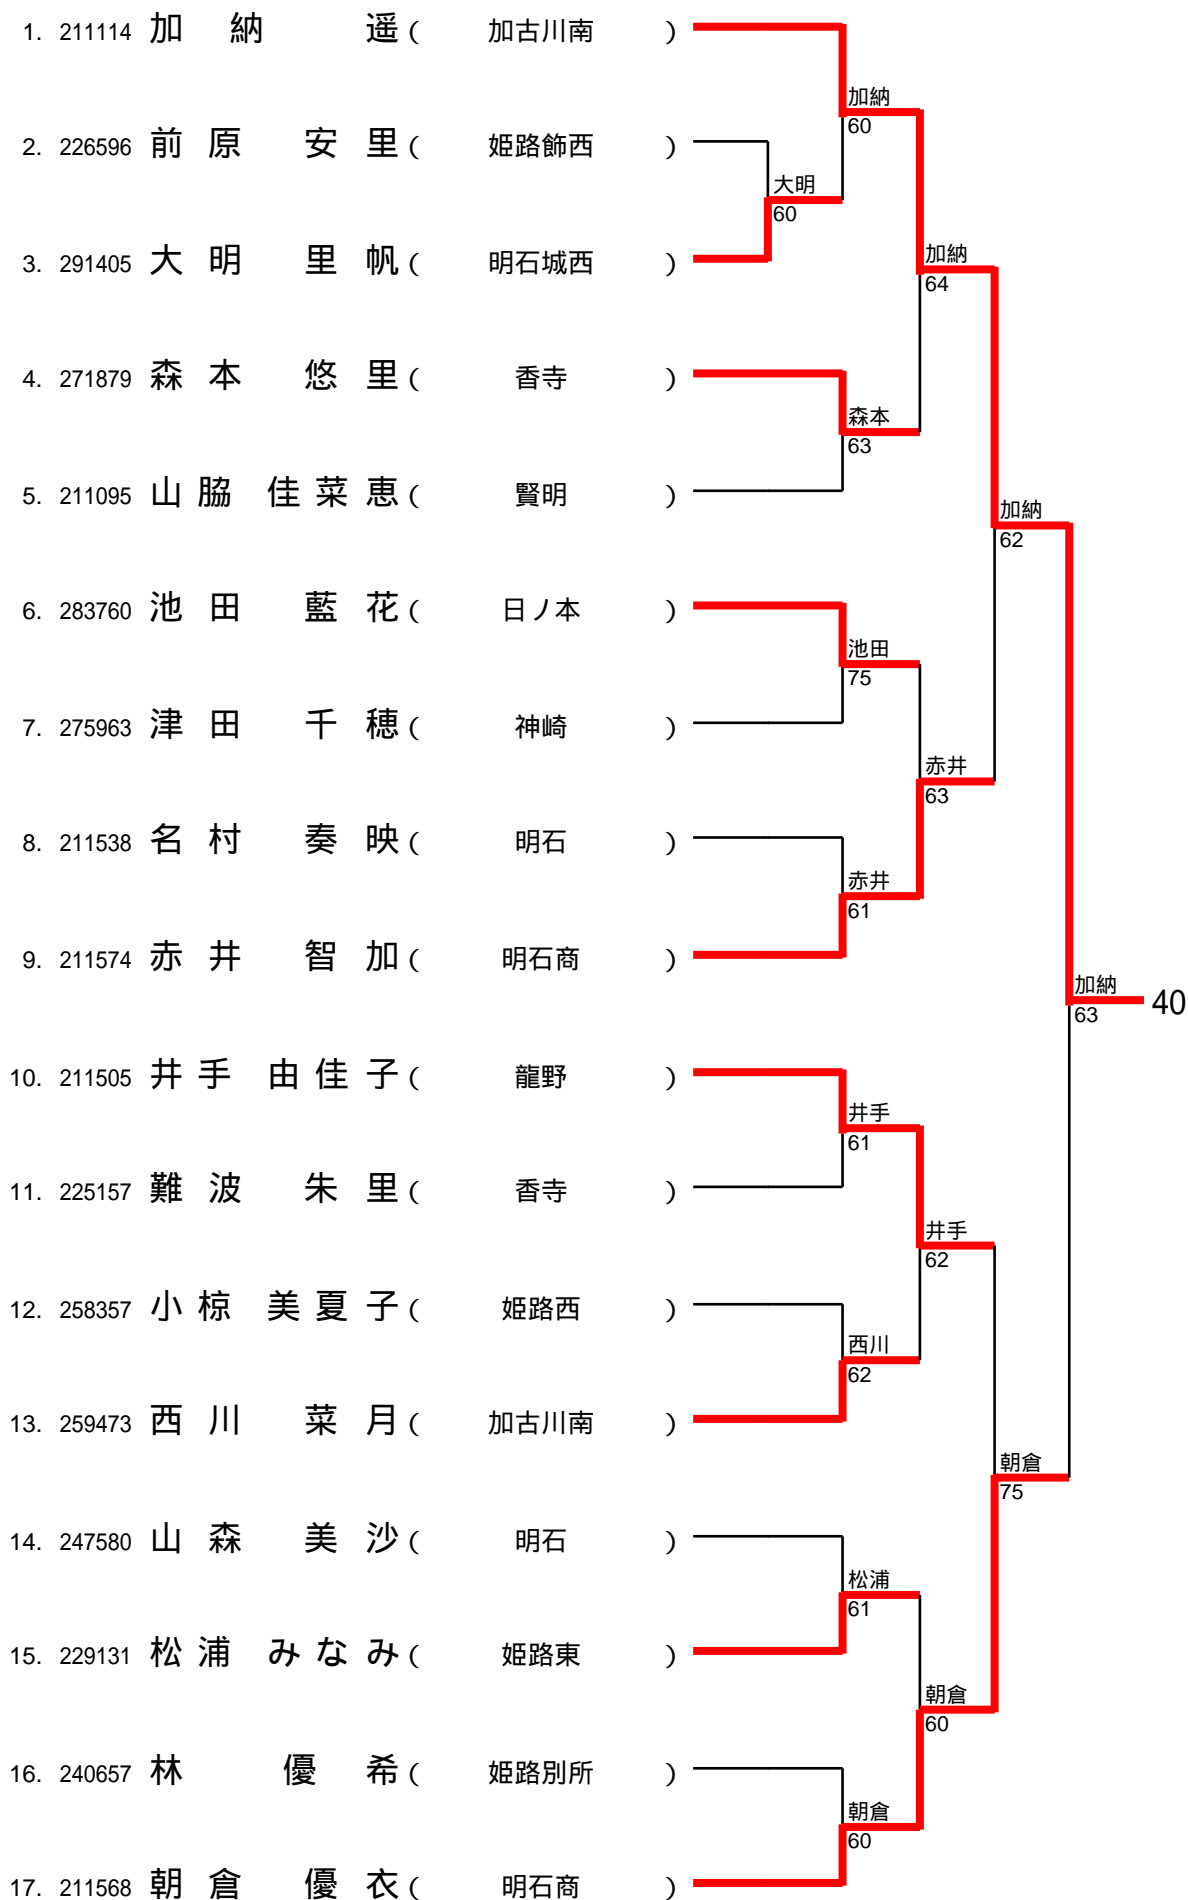 1. 211114 加納 遥 ( 加古川南 )
加納
60
2. 226596 前原 安里 ( 姫路飾西 )
大明
60
3. 291405 大明 里帆 ( 明石城西 )
加納
64
4. 271879 森本 悠里 ( 香寺 )
森本
63
5. 211095 山脇 佳菜恵 ( 賢明 )
加納
62
6. 283760 池田 藍花 ( 日ノ本 )
池田
75
7. 275963 津田 千穂 ( 神崎 )
赤井
63
8. 211538 名村 奏映 ( 明石 )
赤井
61
9. 211574 赤井 智加 ( 明石商 )
加納
63
40
10. 211505 井手 由佳子 ( 龍野 )
井手
61
11. 225157 難波 朱里 ( 香寺 )
井手
62
12. 258357 小椋 美夏子 ( 姫路西 )
西川
62
13. 259473 西川 菜月 ( 加古川南 )
朝倉
75
14. 247580 山森 美沙 ( 明石 )
松浦
61
15. 229131 松浦 みなみ ( 姫路東 )
朝倉
60
16. 240657 林 優希 ( 姫路別所 )
朝倉
60
17. 211568 朝倉 優衣 ( 明石商 )